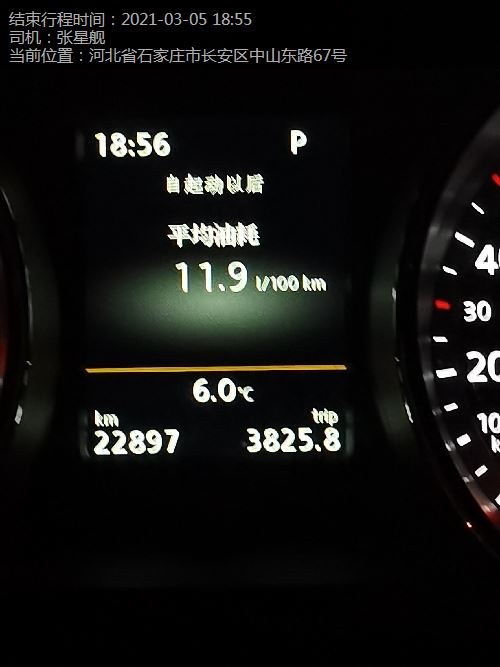 结束行程时间：2021-03-05 18:55
司机：张星舰
当前位置：河北省石家庄市长安区中山东路67号
18:56 P
自起动以后
平均油耗
11.9 l/100 km
6.0℃
km trip
22897 3825.8
40
30
20
10
k